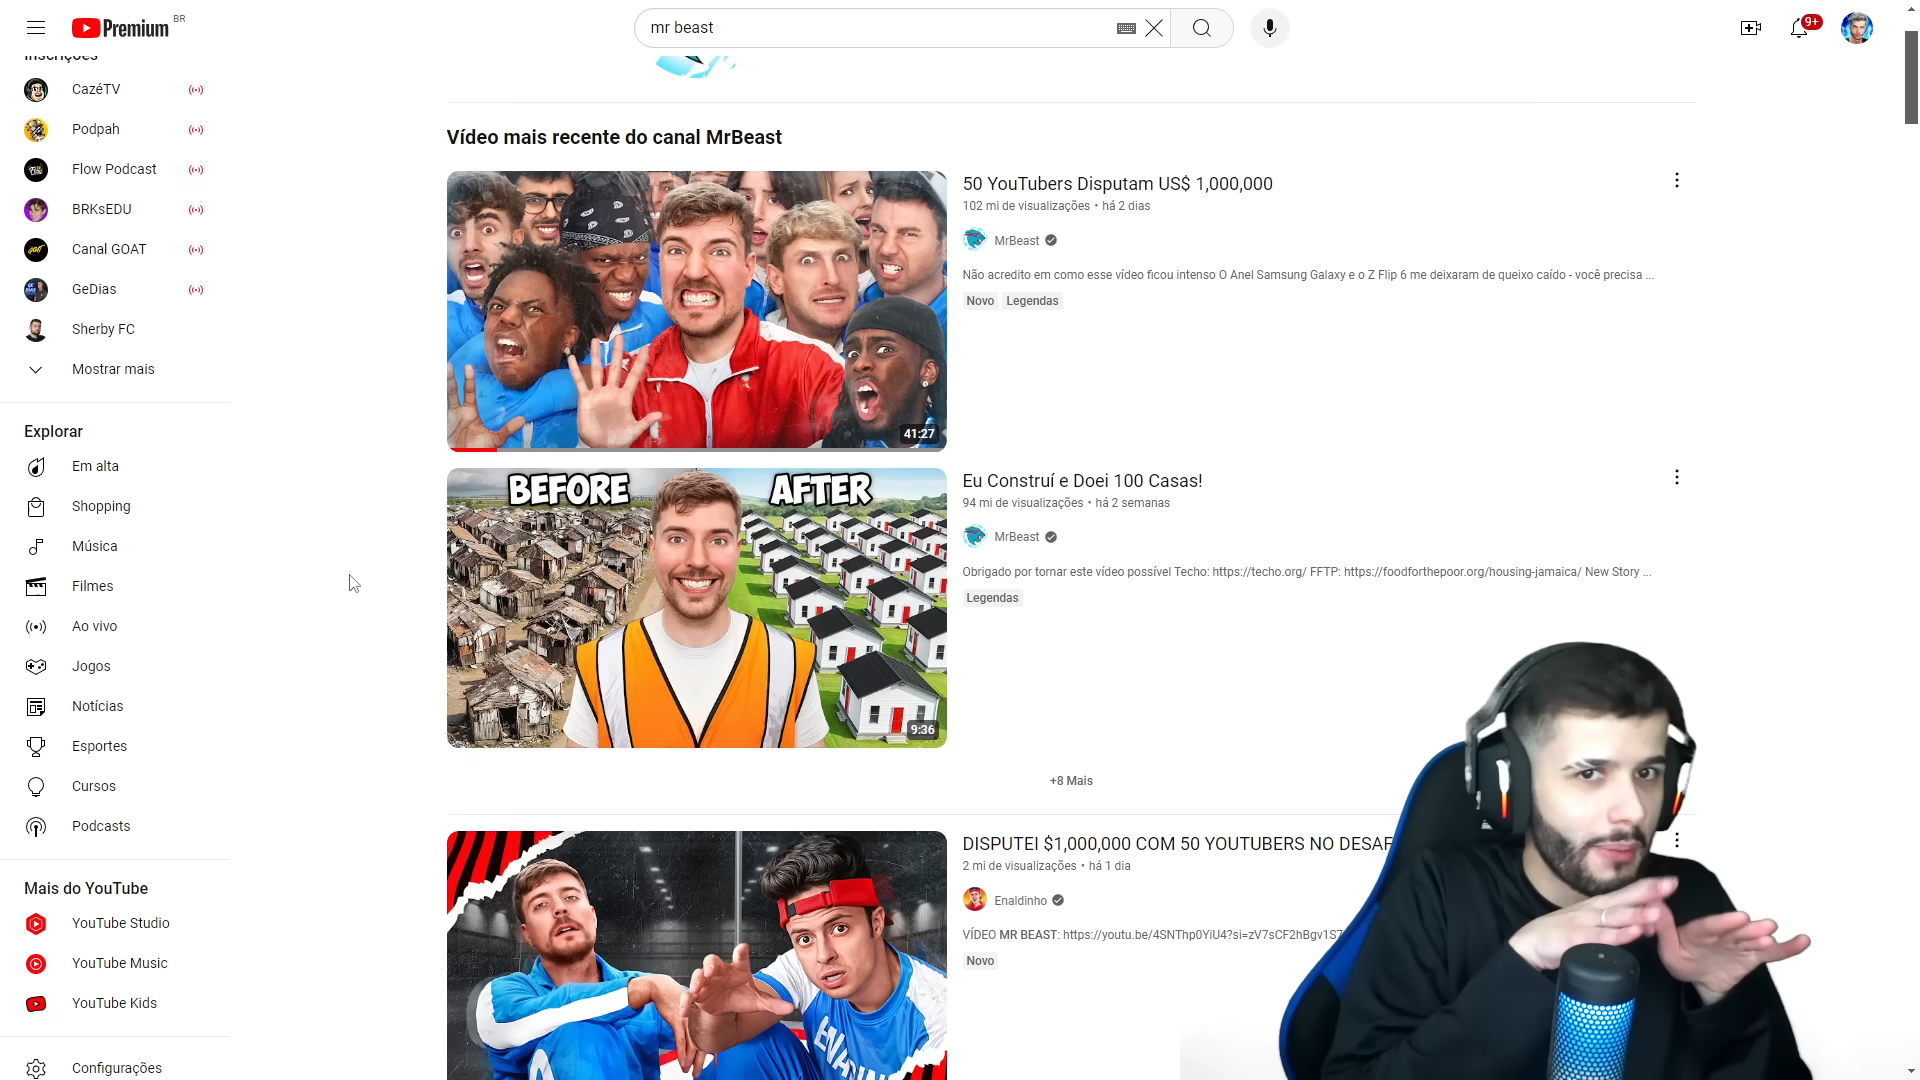 Premium BR
mr beast
9+
Inscrições
CazéTV
Podpah
Flow Podcast
BRKsEDU
Canal GOAT
GeDias
Sherby FC
Mostrar mais
Explorar
Em alta
Shopping
Música
Filmes
Ao vivo
Jogos
Notícias
Esportes
Cursos
Podcasts
Mais do YouTube
YouTube Studio
YouTube Music
YouTube Kids
Configurações
Vídeo mais recente do canal MrBeast
41:27
50 YouTubers Disputam US$ 1,000,000
102 mi de visualizações • há 2 dias
MrBeast
Não acredito em como esse vídeo ficou intenso O Anel Samsung Galaxy e o Z Flip 6 me deixaram de queixo caído - você precisa ...
Novo Legendas
BEFORE AFTER
9:36
Eu Construí e Doei 100 Casas!
94 mi de visualizações • há 2 semanas
MrBeast
Obrigado por tornar este vídeo possível Techo: https://techo.org/ FFTP: https://foodforthepoor.org/housing-jamaica/ New Story ...
Legendas
+8 Mais
DISPUTEI $1,000,000 COM 50 YOUTUBERS NO DESAF
2 mi de visualizações • há 1 dia
Enaldinho
VÍDEO MR BEAST: https://youtu.be/4SNThp0YiU4?si=zV7sCF2hBgv1S7
Novo